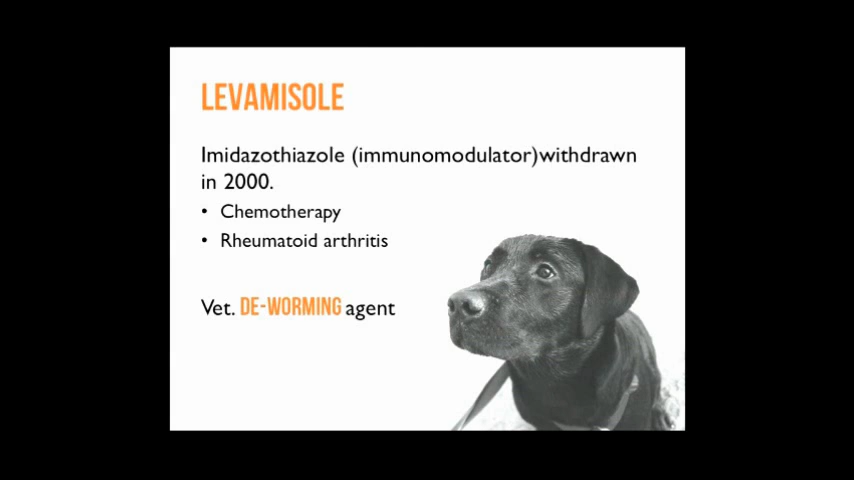 LEVAMISOLE
Imidazothiazole (immunomodulator)withdrawn
in 2000.
• Chemotherapy
• Rheumatoid arthritis
Vet. DE-WORMING agent